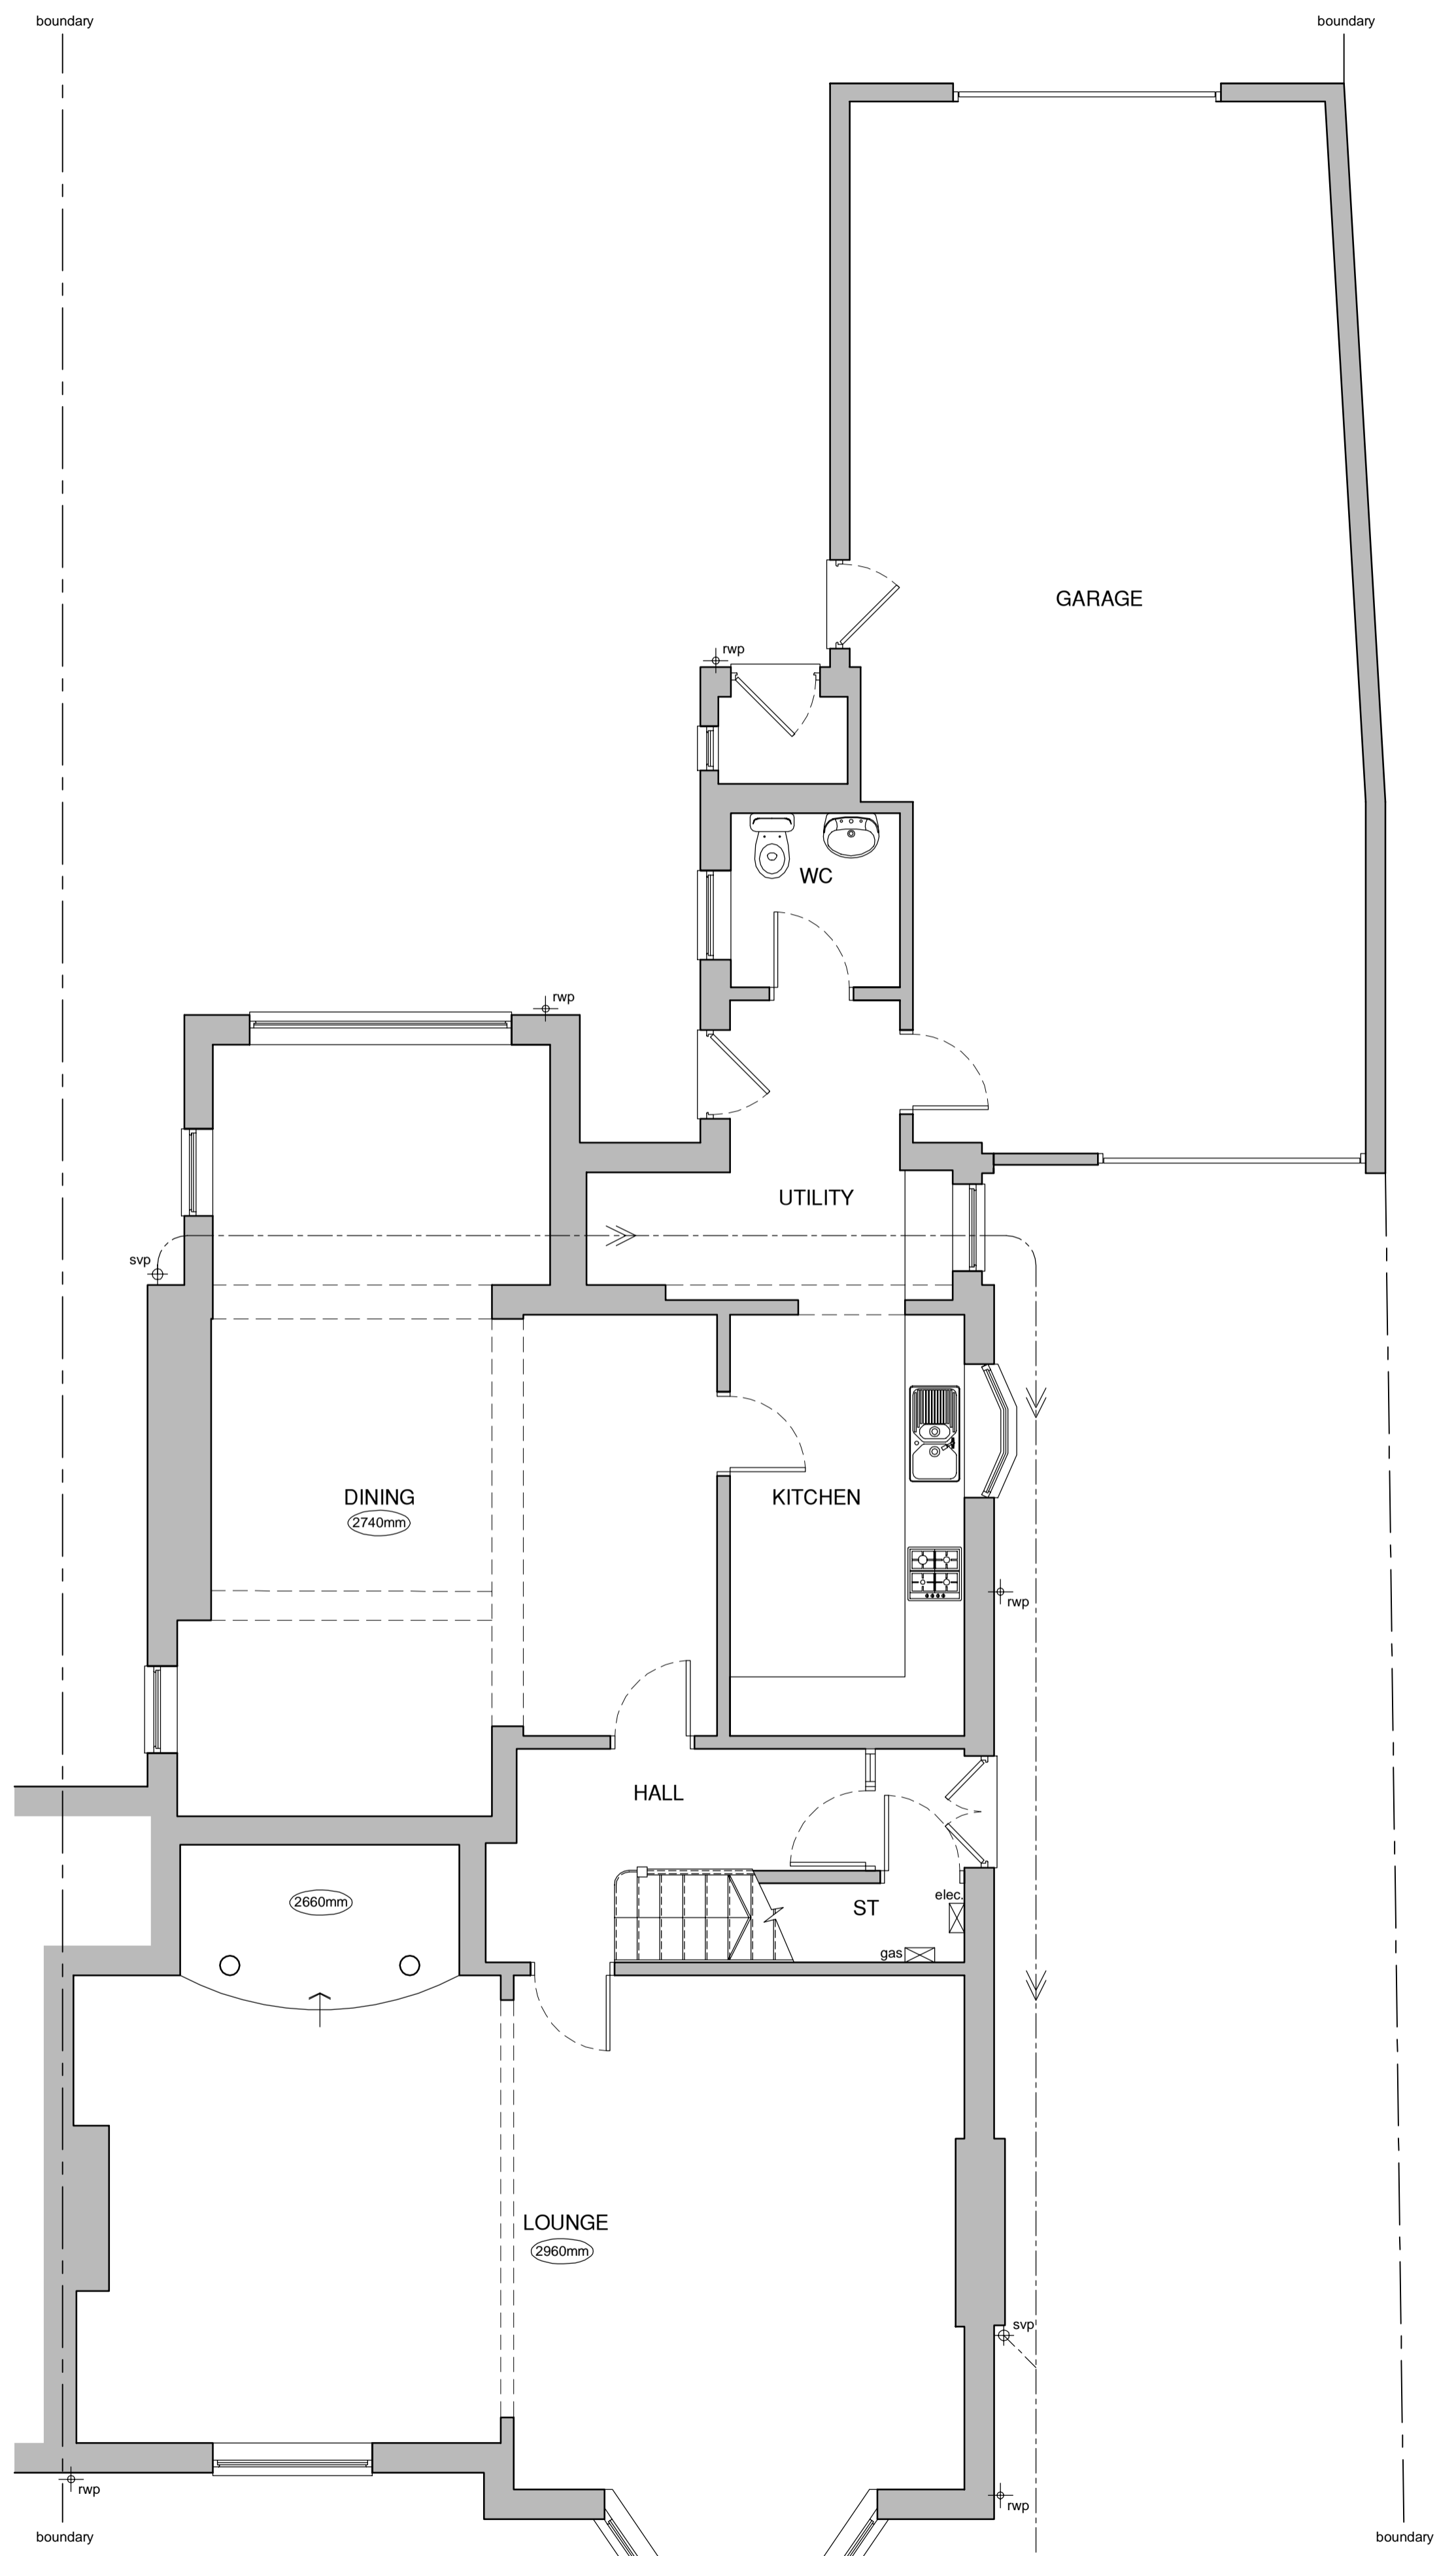 boundary
boundary
GARAGE
rwp
WC
rwp
UTILITY
svp
DINING
2740mm
KITCHEN
rwp
HALL
elec.
2660mm
ST
gas
LOUNGE
2960mm
svp
rwp
rwp
boundary
boundary